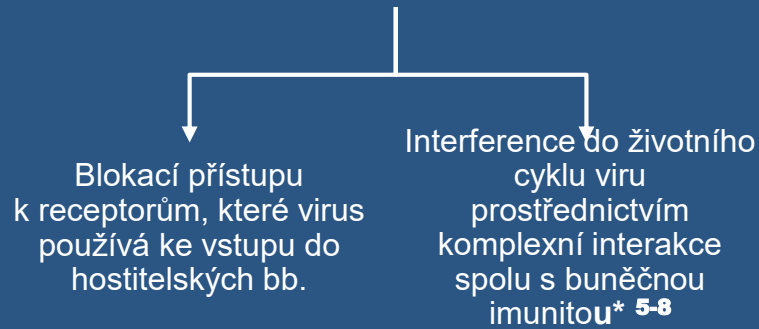 Blokací přístupu
k receptorům, které virus
používá ke vstupu do
hostitelských bb.
Interference do životního
cyklu viru
prostřednictvím
komplexní interakce
spolu s buněčnou
imunitou* 5-8